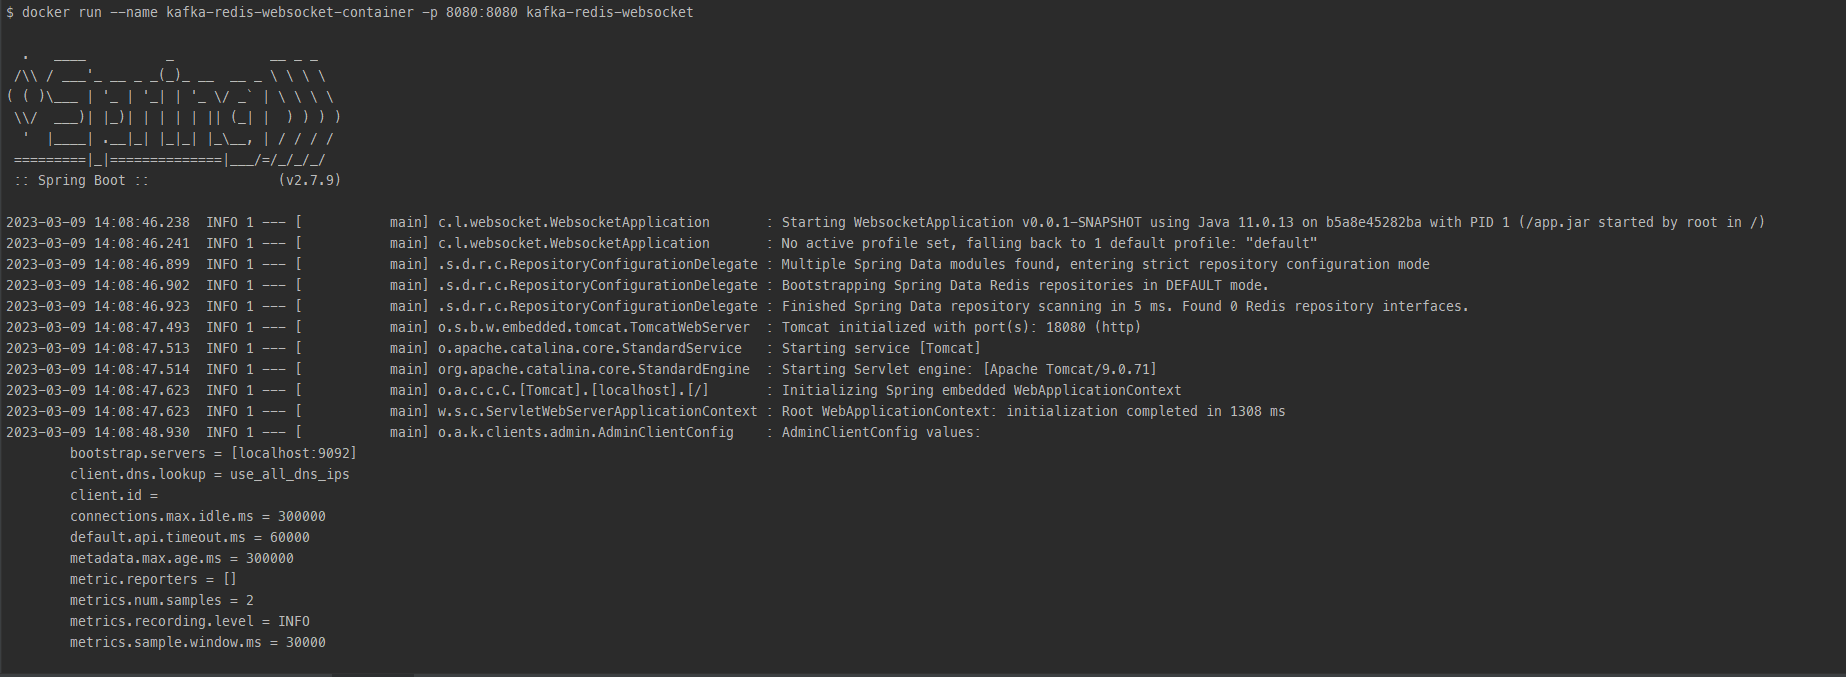 $ docker run --name kafka-redis-websocket-container -p 8080:8080 kafka-redis-websocket
  .   ____          _            __ _ _
 /\\ / ___'_ __ _ _(_)_ __  __ _ \ \ \ \
( ( )\___ | '_ | '_| | '_ \/ _` | \ \ \ \
 \\/  ___)| |_)| | | | | || (_| |  ) ) ) )
  '  |____| .__|_| |_|_| |_\__, | / / / /
 =========|_|==============|___/=/_/_/_/
 :: Spring Boot ::                (v2.7.9)
2023-03-09 14:08:46.238  INFO 1 --- [           main] c.l.websocket.WebsocketApplication       : Starting WebsocketApplication v0.0.1-SNAPSHOT using Java 11.0.13 on b5a8e45282ba with PID 1 (/app.jar started by root in /)
2023-03-09 14:08:46.241  INFO 1 --- [           main] c.l.websocket.WebsocketApplication       : No active profile set, falling back to 1 default profile: "default"
2023-03-09 14:08:46.899  INFO 1 --- [           main] .s.d.r.c.RepositoryConfigurationDelegate : Multiple Spring Data modules found, entering strict repository configuration mode
2023-03-09 14:08:46.902  INFO 1 --- [           main] .s.d.r.c.RepositoryConfigurationDelegate : Bootstrapping Spring Data Redis repositories in DEFAULT mode.
2023-03-09 14:08:46.923  INFO 1 --- [           main] .s.d.r.c.RepositoryConfigurationDelegate : Finished Spring Data repository scanning in 5 ms. Found 0 Redis repository interfaces.
2023-03-09 14:08:47.493  INFO 1 --- [           main] o.s.b.w.embedded.tomcat.TomcatWebServer  : Tomcat initialized with port(s): 18080 (http)
2023-03-09 14:08:47.513  INFO 1 --- [           main] o.apache.catalina.core.StandardService   : Starting service [Tomcat]
2023-03-09 14:08:47.514  INFO 1 --- [           main] org.apache.catalina.core.StandardEngine  : Starting Servlet engine: [Apache Tomcat/9.0.71]
2023-03-09 14:08:47.623  INFO 1 --- [           main] o.a.c.c.C.[Tomcat].[localhost].[/]       : Initializing Spring embedded WebApplicationContext
2023-03-09 14:08:47.623  INFO 1 --- [           main] w.s.c.ServletWebServerApplicationContext : Root WebApplicationContext: initialization completed in 1308 ms
2023-03-09 14:08:48.930  INFO 1 --- [           main] o.a.k.clients.admin.AdminClientConfig    : AdminClientConfig values:
        bootstrap.servers = [localhost:9092]
        client.dns.lookup = use_all_dns_ips
        client.id =
        connections.max.idle.ms = 300000
        default.api.timeout.ms = 60000
        metadata.max.age.ms = 300000
        metric.reporters = []
        metrics.num.samples = 2
        metrics.recording.level = INFO
        metrics.sample.window.ms = 30000